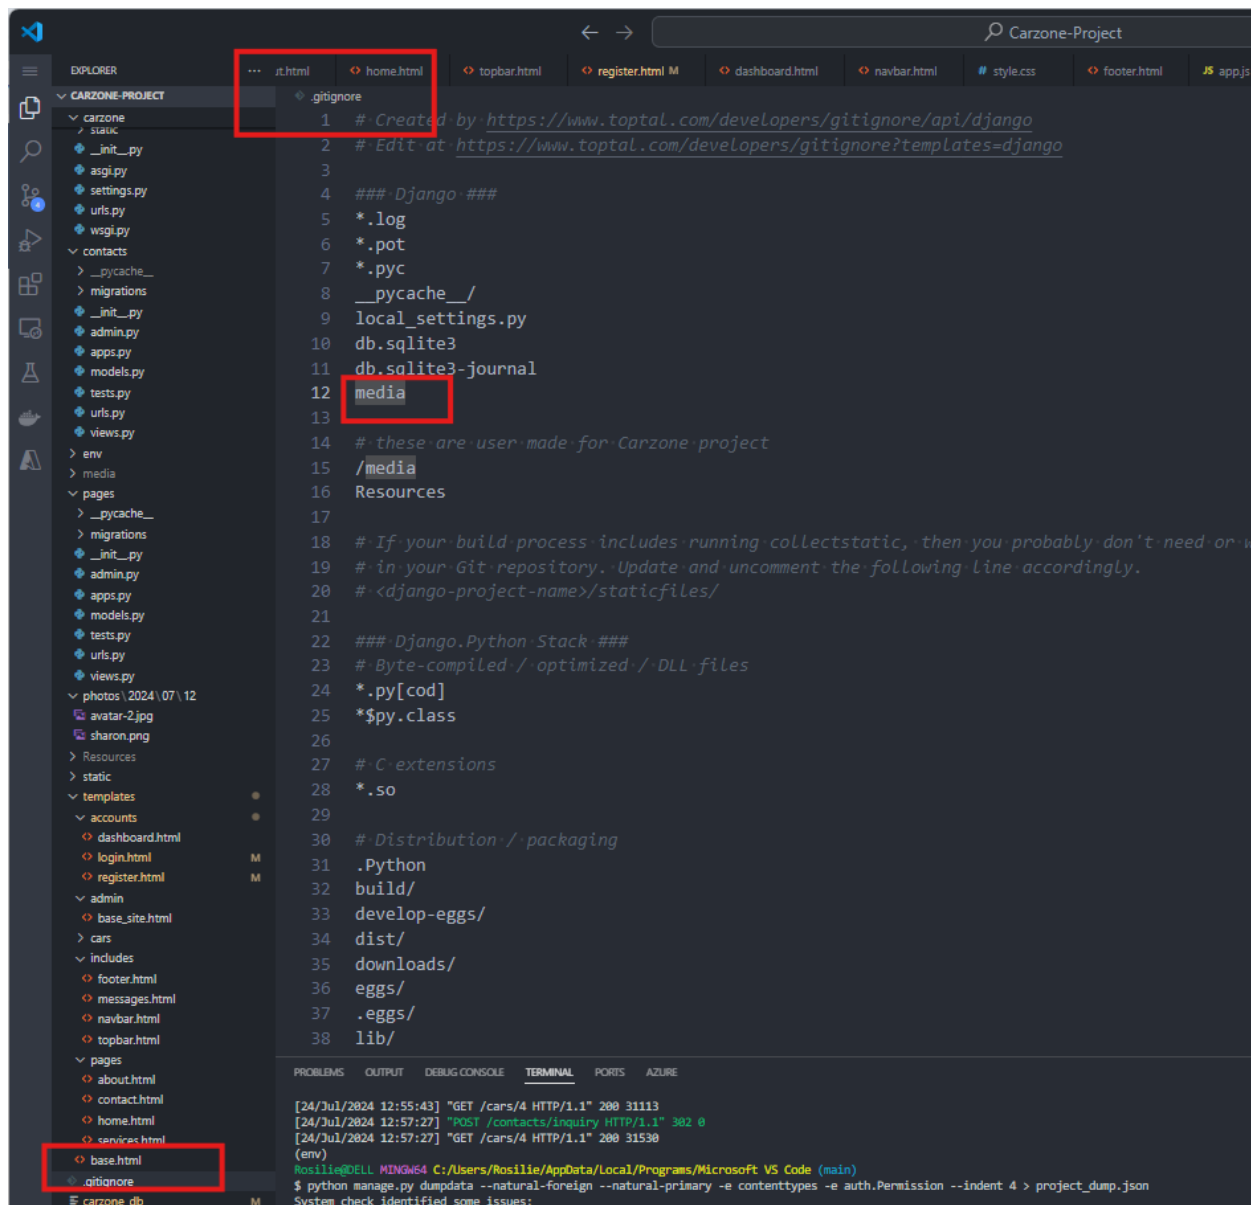 Carzone-Project
EXPLORER
··· ut.html
home.html
topbar.html
register.html M
dashboard.html
navbar.html
# style.css
footer.html
JS app.js
CARZONE-PROJECT
.gitignore
carzone
static
__init__.py
asgi.py
settings.py
urls.py
wsgi.py
contacts
__pycache__
migrations
__init__.py
admin.py
apps.py
models.py
tests.py
urls.py
views.py
env
media
pages
__pycache__
migrations
__init__.py
admin.py
apps.py
models.py
tests.py
urls.py
views.py
photos\2024\07\12
avatar-2.jpg
sharon.png
Resources
static
templates
accounts
dashboard.html
login.html M
register.html M
admin
base_site.html
cars
includes
footer.html
messages.html
navbar.html
topbar.html
pages
about.html
contact.html
home.html
services.html
base.html
.gitignore
carzone_db M
4
1 # Created by https://www.toptal.com/developers/gitignore/api/django
2 # Edit at https://www.toptal.com/developers/gitignore?templates=django
3
4 ### Django ###
5 *.log
6 *.pot
7 *.pyc
8 __pycache__/
9 local_settings.py
10 db.sqlite3
11 db.sqlite3-journal
12 media
13
14 # these are user made for Carzone project
15 /media
16 Resources
17
18 # If your build process includes running collectstatic, then you probably don't need or w
19 # in your Git repository. Update and uncomment the following line accordingly.
20 # <django-project-name>/staticfiles/
21
22 ### Django.Python Stack ###
23 # Byte-compiled / optimized / DLL files
24 *.py[cod]
25 *$py.class
26
27 # C extensions
28 *.so
29
30 # Distribution / packaging
31 .Python
32 build/
33 develop-eggs/
34 dist/
35 downloads/
36 eggs/
37 .eggs/
38 lib/
PROBLEMS OUTPUT DEBUG CONSOLE TERMINAL PORTS AZURE
[24/Jul/2024 12:55:43] "GET /cars/4 HTTP/1.1" 200 31113
[24/Jul/2024 12:57:27] "POST /contacts/inquiry HTTP/1.1" 302 0
[24/Jul/2024 12:57:27] "GET /cars/4 HTTP/1.1" 200 31530
(env)
Rosilie@DELL MINGW64 C:/Users/Rosilie/AppData/Local/Programs/Microsoft VS Code (main)
$ python manage.py dumpdata --natural-foreign --natural-primary -e contenttypes -e auth.Permission --indent 4 > project_dump.json
System check identified some issues: